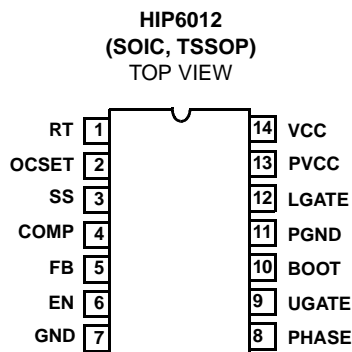 HIP6012
(SOIC, TSSOP)
TOP VIEW
RT 1 14 VCC
OCSET 2 13 PVCC
SS 3 12 LGATE
COMP 4 11 PGND
FB 5 10 BOOT
EN 6 9 UGATE
GND 7 8 PHASE